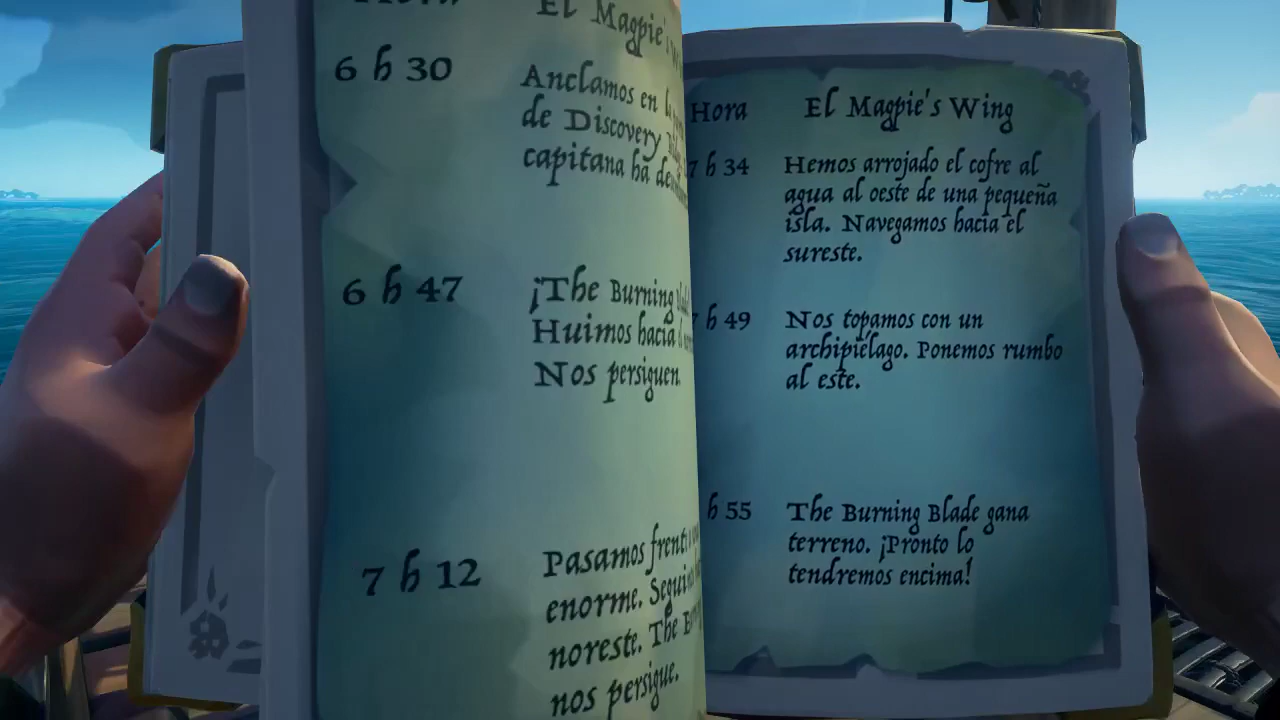 Hora
El Magpie's
6 h 30
Anclamos en
de Discovery
capitana ha
6 h 47
¡The Burning
Huimos hacia
Nos persiguen.
7 h 12
Pasamos
enorme.
noreste. The
nos persigue.
Hora
El Magpie's Wing
7 h 34
Hemos arrojado el cofre al
agua al oeste de una pequeña
isla. Navegamos hacia el
sureste.
h 49
Nos topamos con un
archipiélago. Ponemos rumbo
al este.
h 55
The Burning Blade gana
terreno. ¡Pronto lo
tendremos encima!